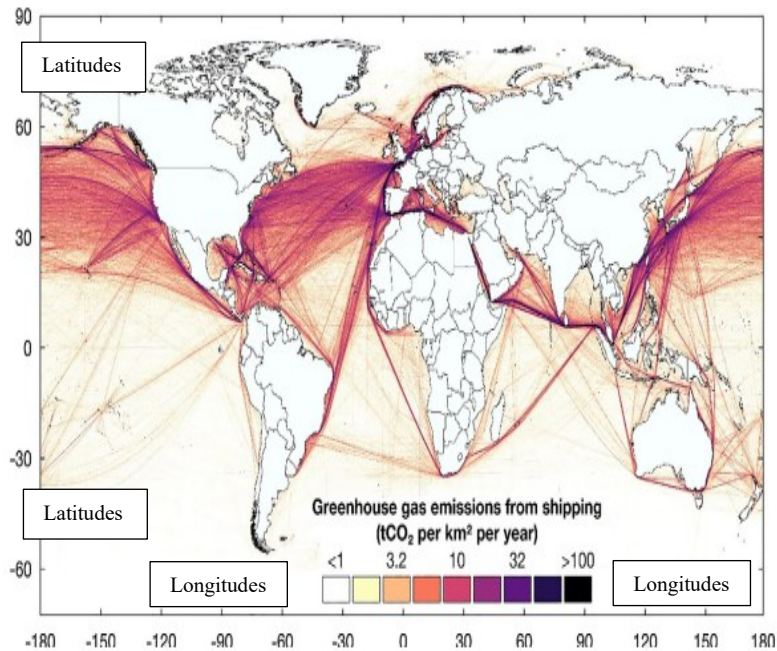 90
Latitudes
60
30
0
-30
Latitudes
Greenhouse gas emissions from shipping
(tCO₂ per km² per year)
<1 3.2 10 32 >100
-60
Longitudes Longitudes
-180 -150 -120 -90 -60 -30 0 30 60 90 120 150 180